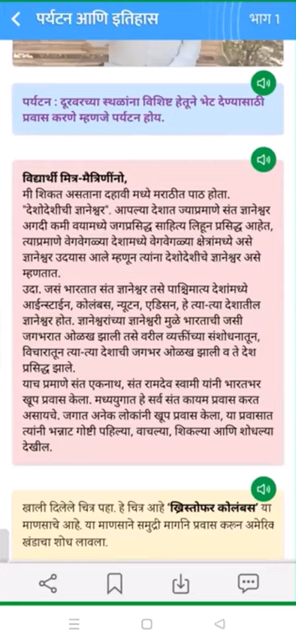 पर्यटन आणि इतिहास
भाग १
पर्यटन : दूरवरच्या स्थळांना विशिष्ट हेतूने भेट देण्यासाठी
प्रवास करणे म्हणजे पर्यटन होय.
विद्यार्थी मित्र-मैत्रिणींनो,
मी शिकत असताना दहावी मध्ये मराठीत पाठ होता.
"देशोदेशीची ज्ञानेश्वर". आपल्या देशात ज्याप्रमाणे संत ज्ञानेश्वर
अगदी कमी वयामध्ये जगप्रसिद्ध साहित्य लिहून प्रसिद्ध आहेत,
त्याप्रमाणे वेगवेगळ्या देशामध्ये वेगवेगळ्या क्षेत्रांमध्ये असे
ज्ञानेश्वर उदयास आले म्हणून त्यांना देशोदेशीचे ज्ञानेश्वर असे
म्हणतात.
उदा. जसं भारतात संत ज्ञानेश्वर तसे पाश्चिमात्य देशांमध्ये
आईन्स्टाईन, कोलंबस, न्यूटन, एडिसन, हे त्या-त्या देशातील
ज्ञानेश्वर होत. ज्ञानेश्वरांच्या ज्ञानेश्वरी मुळे भारताची जसी
जगभरात ओळख झाली तसे वरील व्यक्तींच्या संशोधनातून,
विचारातून त्या-त्या देशाची जगभर ओळख झाली व ते देश
प्रसिद्ध झाले.
याच प्रमाणे संत एकनाथ, संत रामदेव स्वामी यांनी भारतभर
खूप प्रवास केला. मध्ययुगात हे सर्व संत कायम प्रवास करत
असायचे. जगात अनेक लोकांनी खूप प्रवास केला, या प्रवासात
त्यांनी भन्नाट गोष्टी पहिल्या, वाचल्या, शिकल्या आणि शोधल्या
देखील.
खाली दिलेले चित्र पहा. हे चित्र आहे 'ख्रिस्तोफर कोलंबस' या
माणसाचे आहे. या माणसाने समुद्री मार्गाने प्रवास करून अमेरिक
खंडाचा शोध लावला.